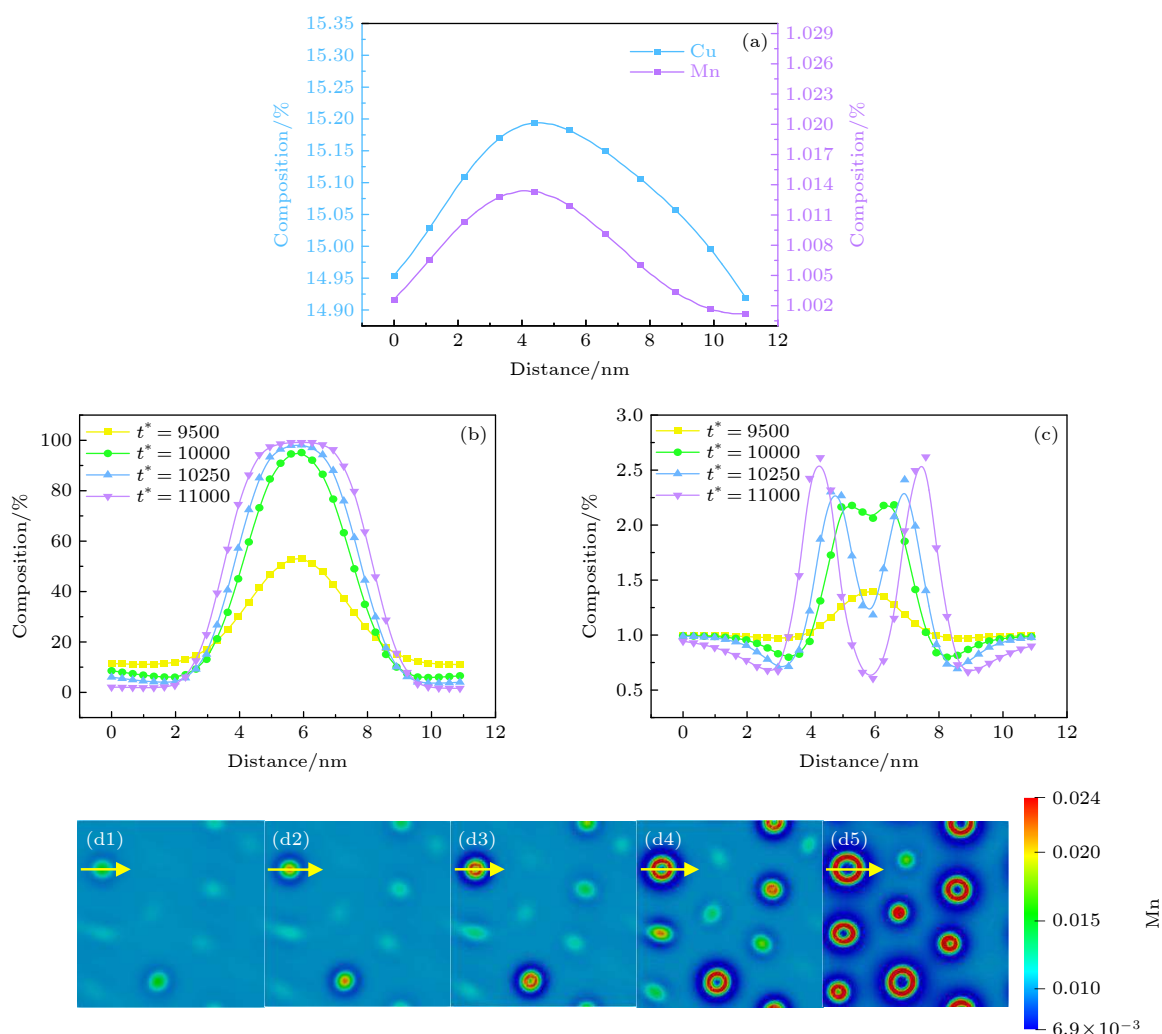 (a)
Cu
Mn
15.35
15.30
15.25
15.20
15.15
15.10
15.05
15.00
14.95
14.90
Composition/%
1.029
1.026
1.023
1.020
1.017
1.014
1.011
1.008
1.005
1.002
Composition/%
0 2 4 6 8 10 12
Distance/nm
(b)
t* = 9500
t* = 10000
t* = 10250
t* = 11000
100
80
60
40
20
0
Composition/%
0 2 4 6 8 10 12
Distance/nm
(c)
t* = 9500
t* = 10000
t* = 10250
t* = 11000
3.0
2.5
2.0
1.5
1.0
0.5
Composition/%
0 2 4 6 8 10 12
Distance/nm
(d1) (d2) (d3) (d4) (d5)
0.024
0.020
0.015
0.010
6.9×10⁻³
Mn